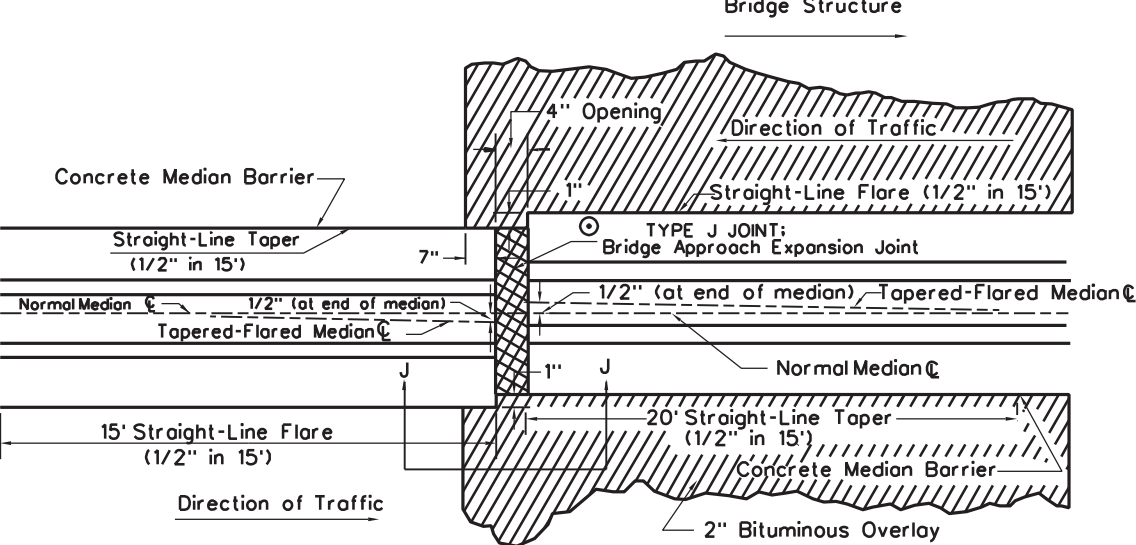 Bridge Structure
4" Opening
Direction of Traffic
Concrete Median Barrier
1"
Straight-Line Flare (1/2" in 15')
Straight-Line Taper
(1/2" in 15')
7"
TYPE J JOINT;
Bridge Approach Expansion Joint
Normal Median ℄
1/2" (at end of median)
Tapered-Flared Median ℄
1/2" (at end of median)
Tapered-Flared Median ℄
Normal Median ℄
J
J
1"
15' Straight-Line Flare
(1/2" in 15')
20' Straight-Line Taper
(1/2" in 15')
Concrete Median Barrier
Direction of Traffic
2" Bituminous Overlay